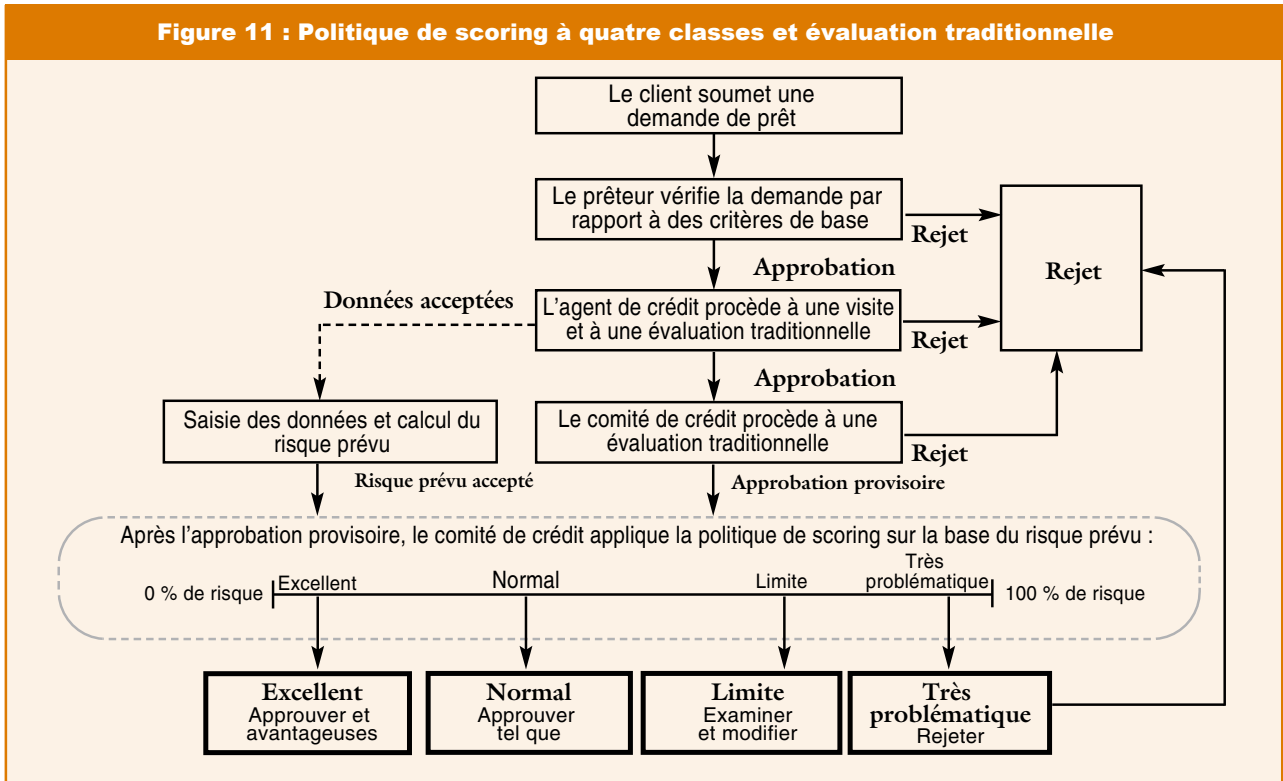 Figure 11 : Politique de scoring à quatre classes et évaluation traditionnelle
Le client soumet une
demande de prêt
Le prêteur vérifie la demande par
rapport à des critères de base
Rejet
Rejet
Approbation
Données acceptées
L'agent de crédit procède à une visite
et à une évaluation traditionnelle
Rejet
Approbation
Saisie des données et calcul du
risque prévu
Le comité de crédit procède à une
évaluation traditionnelle
Rejet
Risque prévu accepté
Approbation provisoire
Après l'approbation provisoire, le comité de crédit applique la politique de scoring sur la base du risque prévu :
0 % de risque
Excellent
Normal
Limite
Très
problématique
100 % de risque
Excellent
Approuver et
avantageuses
Normal
Approuver
tel que
Limite
Examiner
et modifier
Très
problématique
Rejeter